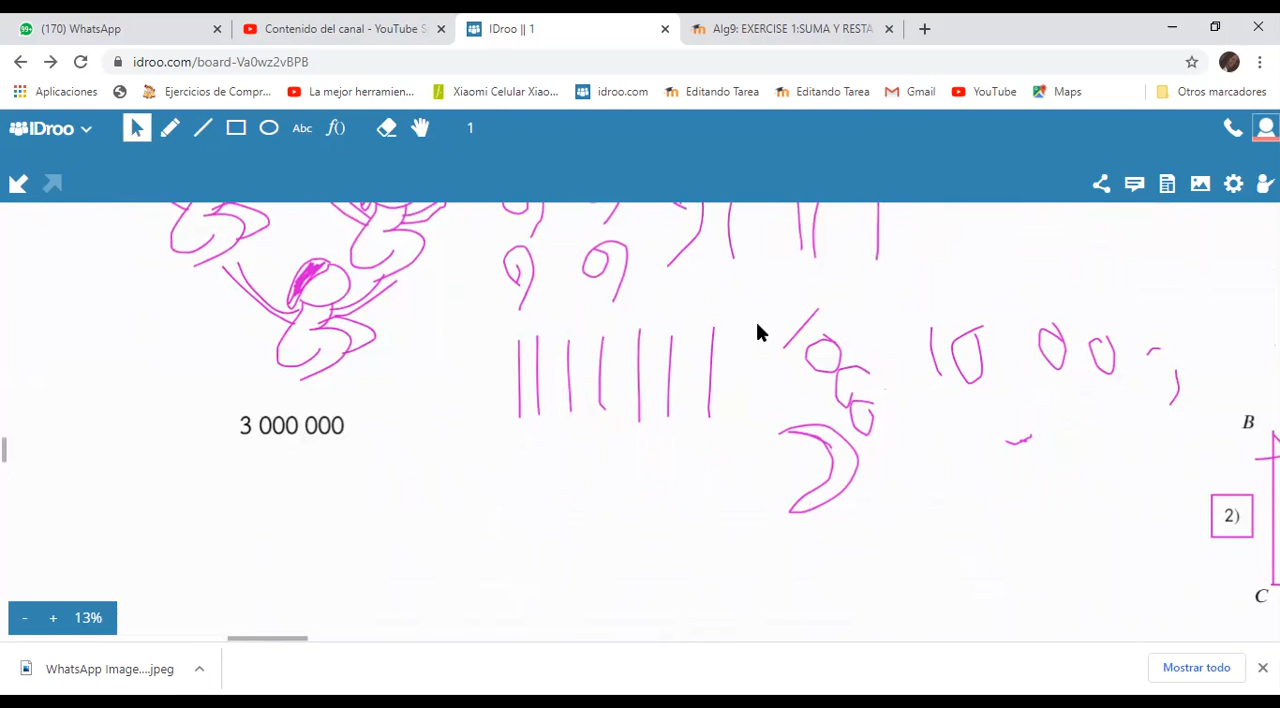 (170) WhatsApp
Contenido del canal - YouTube S
IDroo || 1
Alg9: EXERCISE 1:SUMA Y RESTA
idroo.com/board-Va0wz2vBPB
Aplicaciones
Ejercicios de Compr...
La mejor herramien...
Xiaomi Celular Xiao...
idroo.com
Editando Tarea
Editando Tarea
Gmail
YouTube
Maps
Otros marcadores
IDroo
Abc
f()
1
3 000 000
B
2)
C
- + 13%
WhatsApp Image....jpeg
Mostrar todo